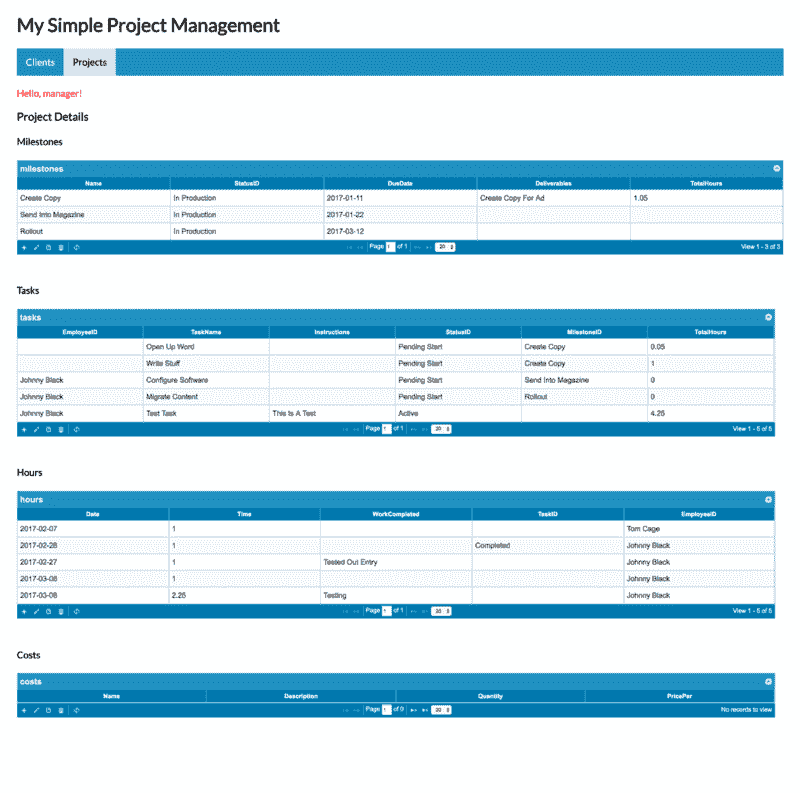 My Simple Project Management
Clients Projects
Hello, manager!
Project Details
Milestones
milestones
Name StatusID DueDate Deliverables TotalHours
Create Copy In Production 2017-01-11 Create Copy For Ad 1.05
Send Into Magazine In Production 2017-01-22
Rollout In Production 2017-03-12
Page 1 of 1 20 View 1 - 3 of 3
Tasks
tasks
EmployeeID TaskName Instructions StatusID MilestoneID TotalHours
Open Up Word Pending Start Create Copy 0.05
Write Stuff Pending Start Create Copy 1
Johnny Black Configure Software Pending Start Send Into Magazine 0
Johnny Black Migrate Content Pending Start Rollout 0
Johnny Black Test Task This Is A Test Active 4.25
Page 1 of 1 20 View 1 - 5 of 5
Hours
hours
Date Time WorkCompleted TaskID EmployeeID
2017-02-07 1 Tom Cage
2017-02-28 1 Completed Johnny Black
2017-02-27 1 Tested Out Entry Johnny Black
2017-03-08 1 Johnny Black
2017-03-08 2.25 Testing Johnny Black
Page 1 of 1 20 View 1 - 5 of 5
Costs
costs
Name Description Quantity PricePer
Page 1 of 0 20 No records to view